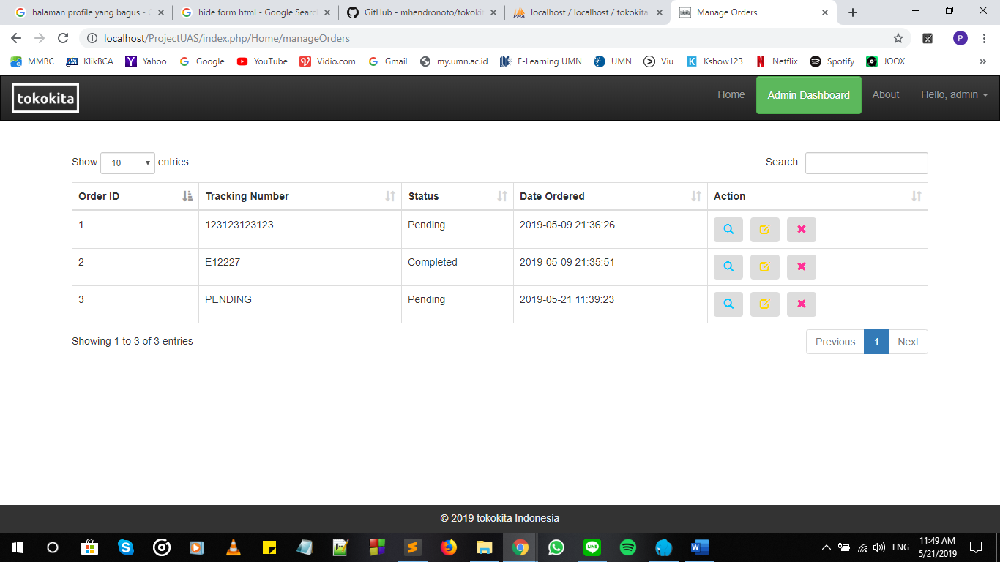 halaman profile yang bagus - G
hide form html - Google Searc
GitHub - mhendronoto/tokokit
localhost / localhost / tokokita
Manage Orders
localhost/ProjectUAS/index.php/Home/manageOrders
P
MMBC KlikBCA Yahoo Google YouTube Vidio.com Gmail my.umn.ac.id E-Learning UMN UMN Viu Kshow123 Netflix Spotify JOOX »
tokokita
Home Admin Dashboard About Hello, admin
Show 10 entries
Search:
Order ID Tracking Number Status Date Ordered Action
1 123123123123 Pending 2019-05-09 21:36:26
2 E12227 Completed 2019-05-09 21:35:51
3 PENDING Pending 2019-05-21 11:39:23
Showing 1 to 3 of 3 entries
Previous 1 Next
© 2019 tokokita Indonesia
ENG
11:49 AM
5/21/2019